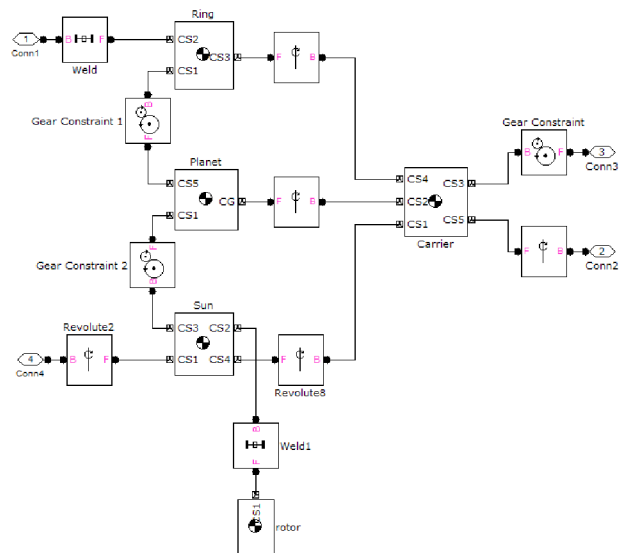 Ring
1
Conn1
B
F
Weld
CS2
CS1
CS3
F
B
Gear Constraint 1
B
F
Gear Constraint
B
F
3
Conn3
Planet
CS5
CS1
CG
F
B
CS4
CS2
CS1
CS3
CS5
Carrier
F
B
2
Conn2
Gear Constraint 2
F
B
Sun
CS3
CS2
CS1
CS4
Revolute2
4
Conn4
B
F
F
B
Revolute8
B
F
Weld1
CS1
rotor